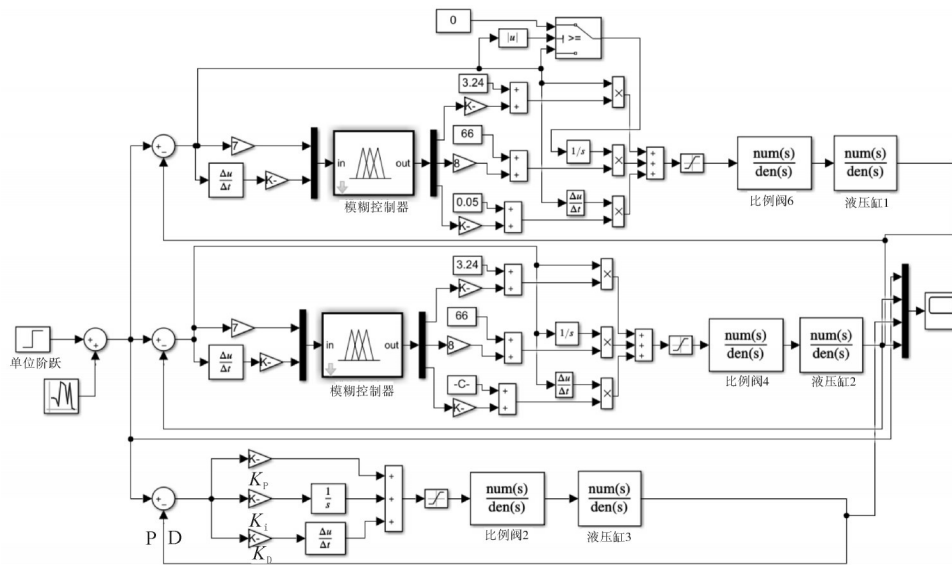 0
|u|
>=
3.24
K-
+
+
×
7
in
out
66
8
+
+
1/s
×
+
+
+
num(s)
den(s)
num(s)
den(s)
Δu
Δt
K-
模糊控制器
比例阀6
液压缸1
0.05
K-
+
+
Δu
Δt
×
3.24
K-
+
+
×
单位阶跃
+
+
7
in
out
66
8
+
+
1/s
×
+
+
+
num(s)
den(s)
num(s)
den(s)
Δu
Δt
K-
模糊控制器
比例阀4
液压缸2
-C-
K-
+
+
Δu
Δt
×
K-
K_P
K-
1
s
+
+
+
num(s)
den(s)
num(s)
den(s)
K_i
K-
Δu
Δt
比例阀2
液压缸3
P D
K_D